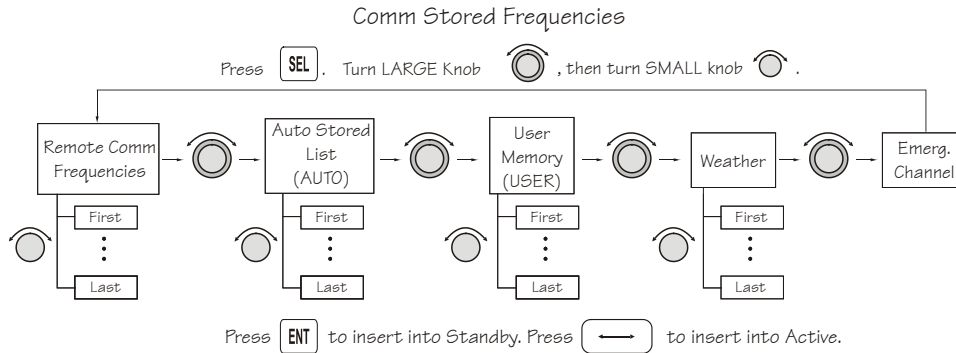 Comm Stored Frequencies
Press SEL. Turn LARGE Knob , then turn SMALL knob .
Remote Comm
Frequencies
Auto Stored
List
(AUTO)
User
Memory
(USER)
Weather
Emerg.
Channel
First
Last
First
Last
First
Last
First
Last
Press ENT to insert into Standby. Press ⟷ to insert into Active.